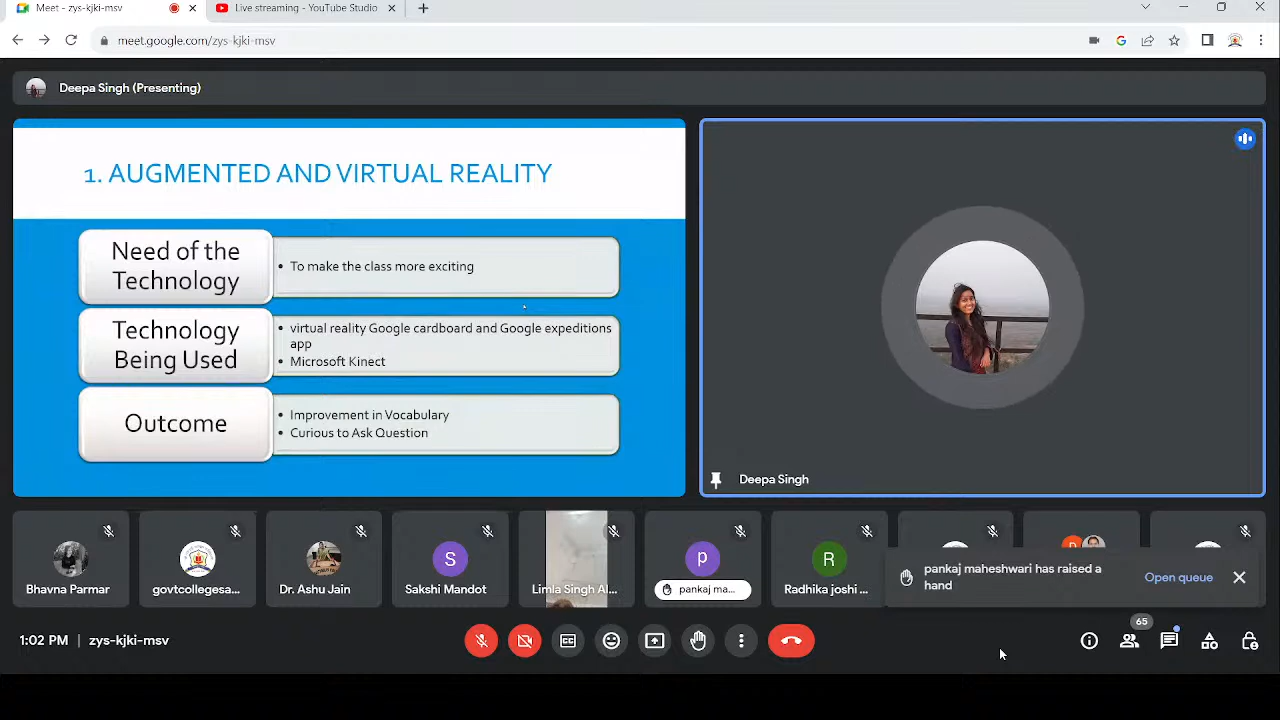 Meet - zys-kjki-msv
Live streaming - YouTube Studio
meet.google.com/zys-kjki-msv
Deepa Singh (Presenting)
1. AUGMENTED AND VIRTUAL REALITY
Need of the
Technology
• To make the class more exciting
Technology
Being Used
• virtual reality Google cardboard and Google expeditions
app
• Microsoft Kinect
Outcome
• Improvement in Vocabulary
• Curious to Ask Question
Deepa Singh
Bhavna Parmar
govtcollegesa...
Dr. Ashu Jain
S
Sakshi Mandot
Limla Singh Al...
p
pankaj ma...
R
Radhika joshi ...
D
pankaj maheshwari has raised a
hand
Open queue
1:02 PM | zys-kjki-msv
CC
65